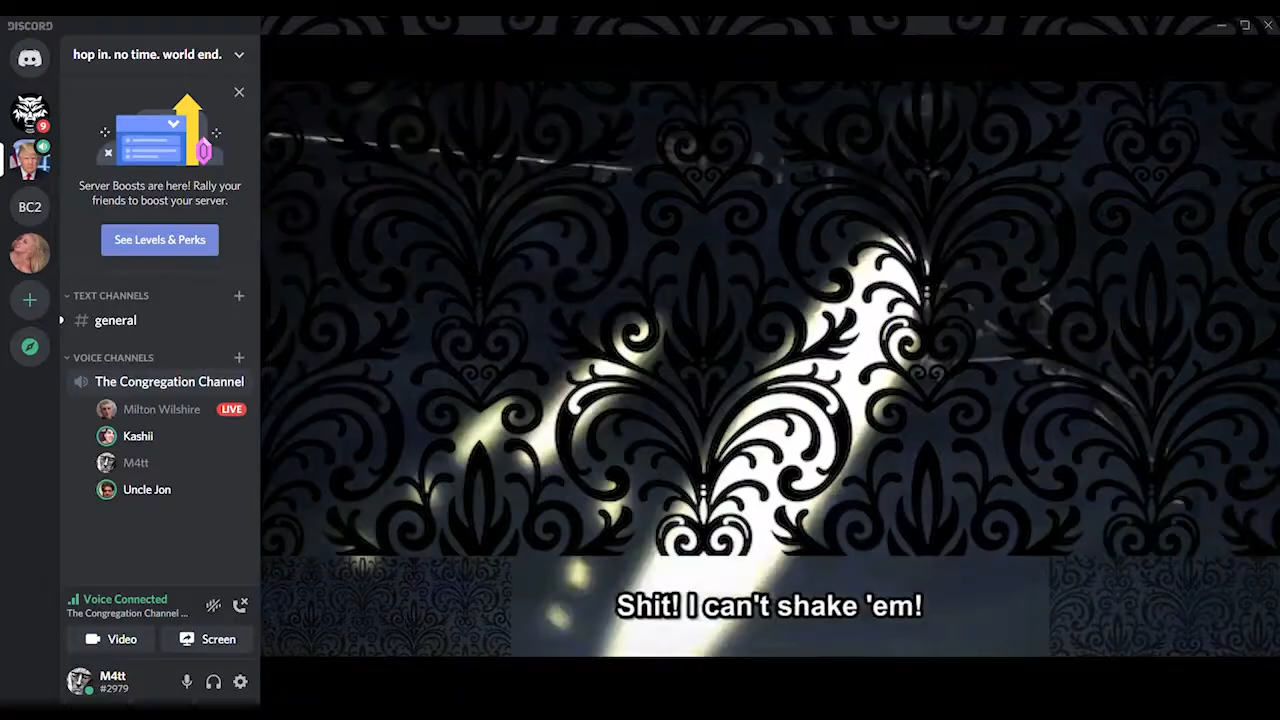 DISCORD
hop in. no time. world end.
9
BC2
Server Boosts are here! Rally your
friends to boost your server.
See Levels & Perks
TEXT CHANNELS
# general
VOICE CHANNELS
The Congregation Channel
Milton Wilshire LIVE
Kashii
M4tt
Uncle Jon
Voice Connected
The Congregation Channel ...
Video Screen
M4tt
#2979
Shit! I can't shake 'em!